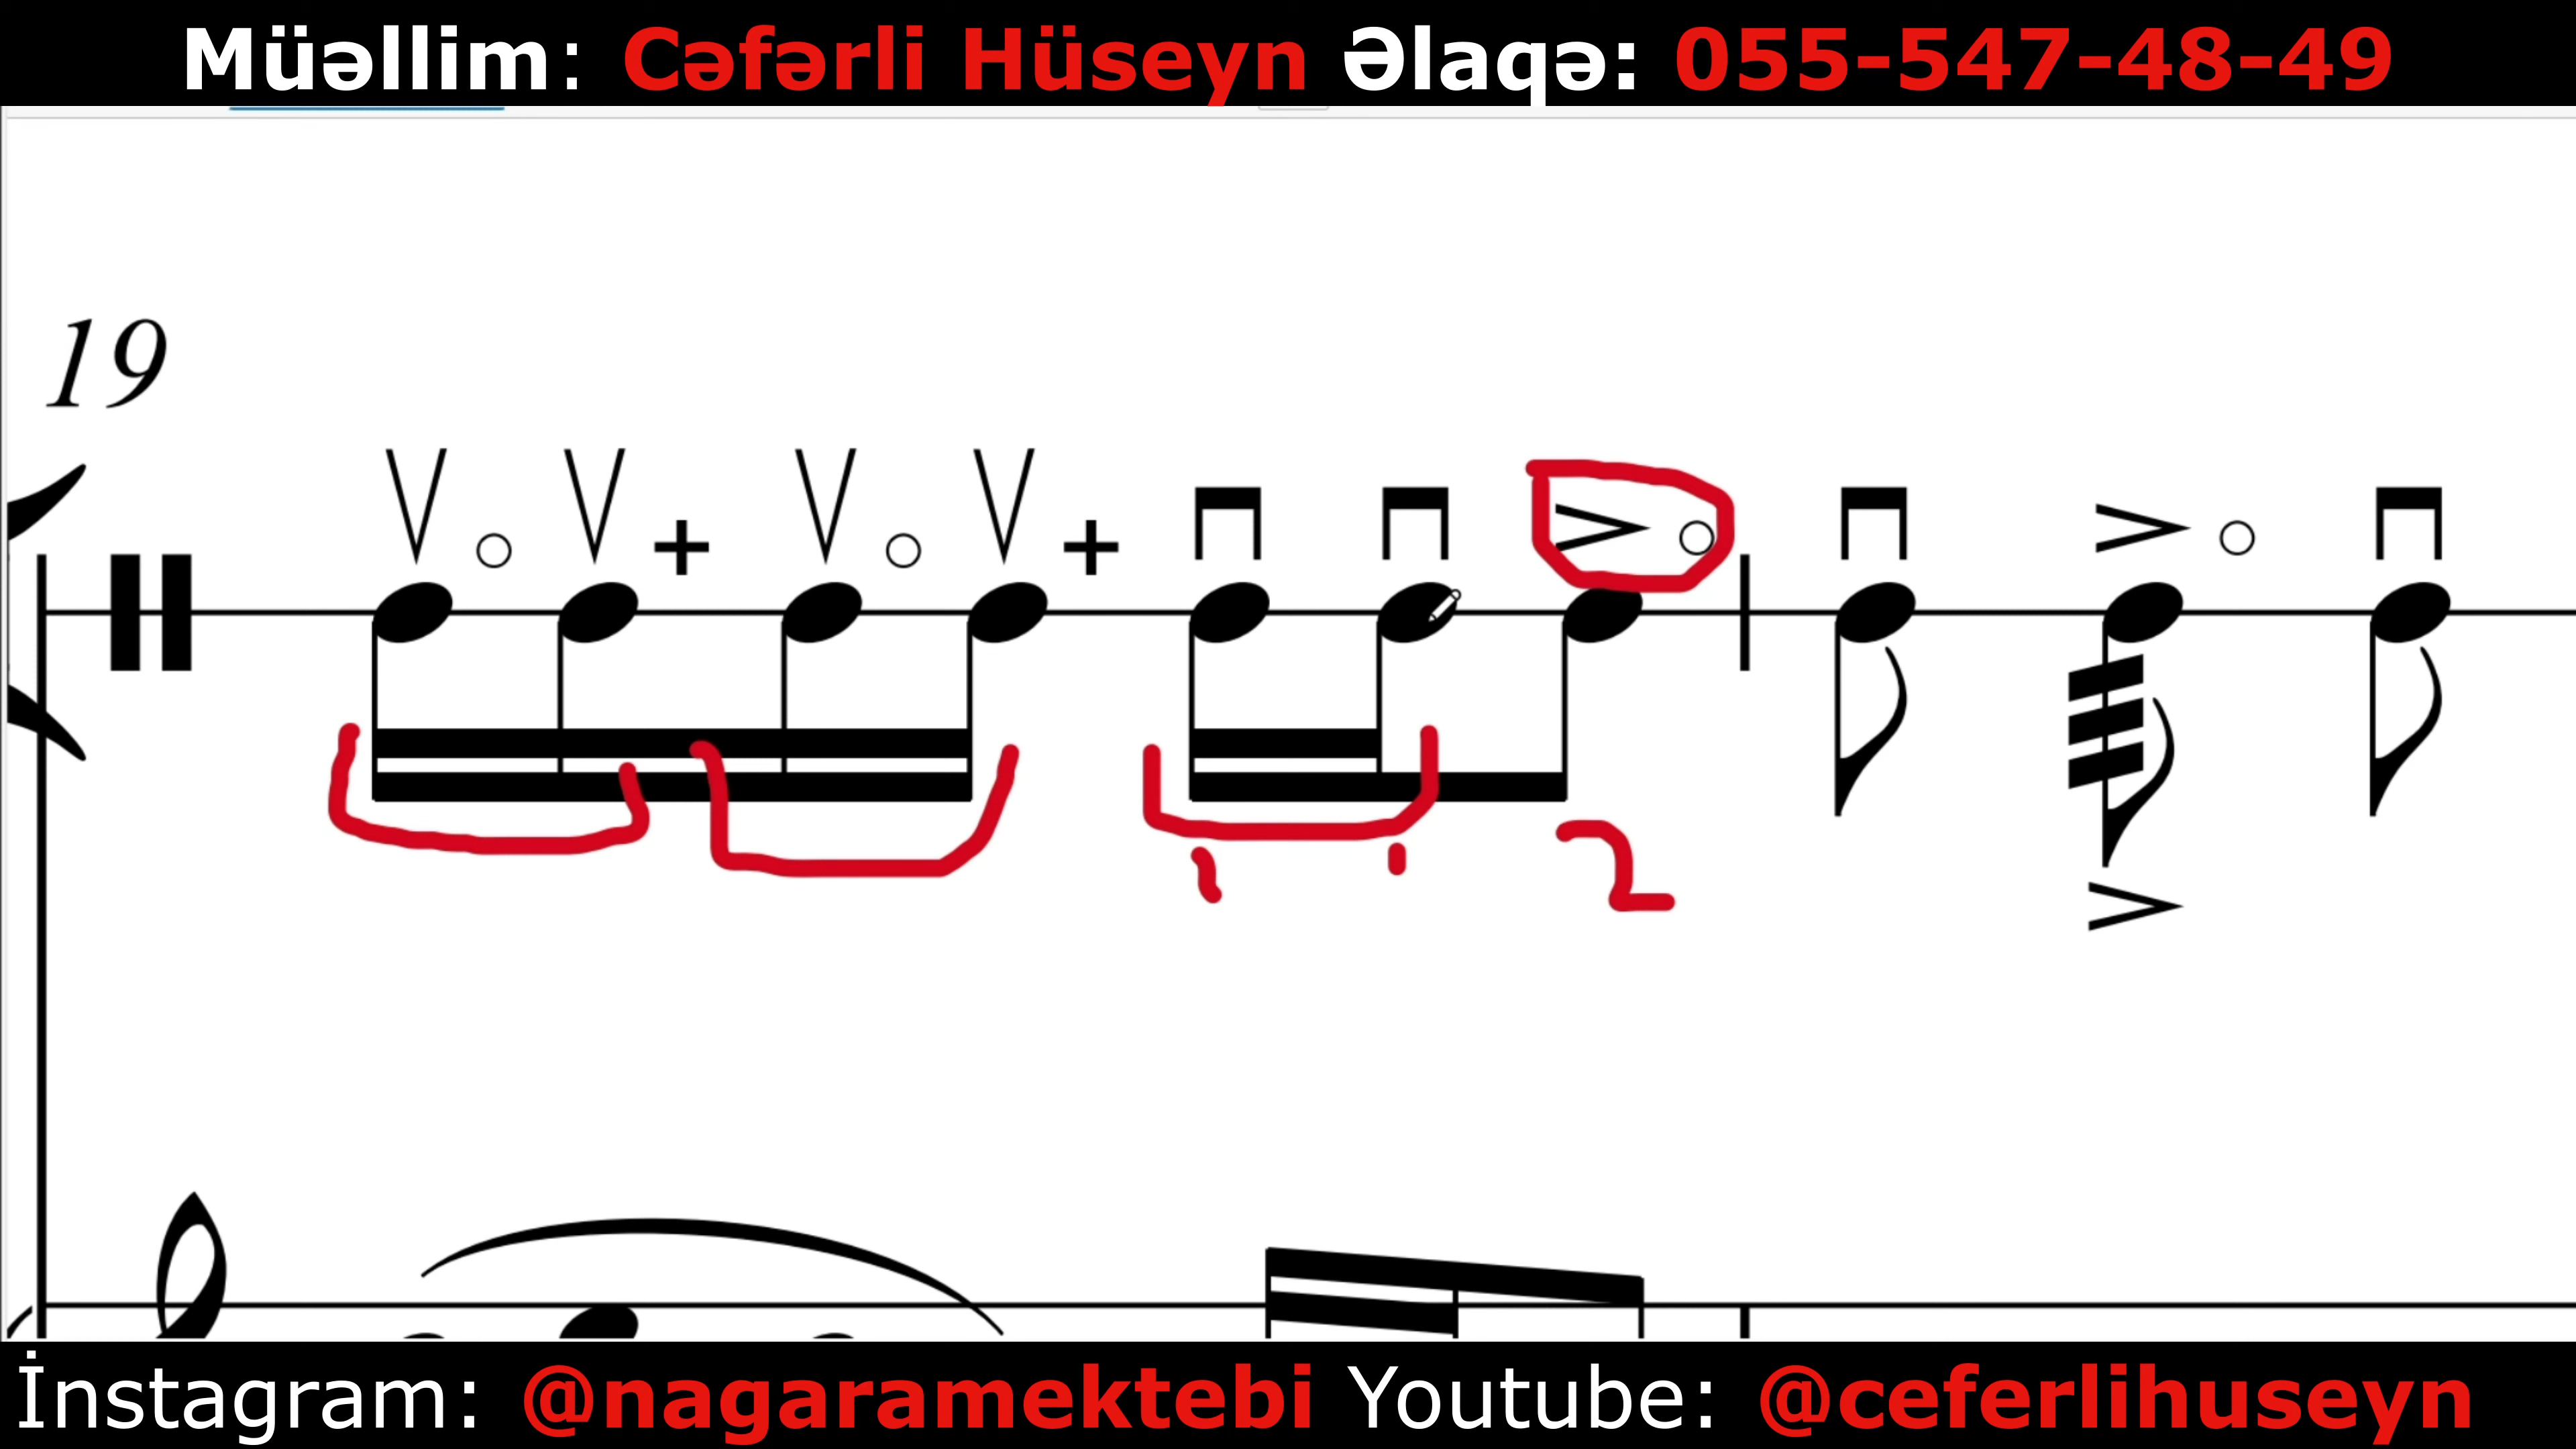 Müəllim: Cəfərli Hüseyn Əlaqə: 055-547-48-49
19
İnstagram: @nagaramektebi Youtube: @ceferlihuseyn